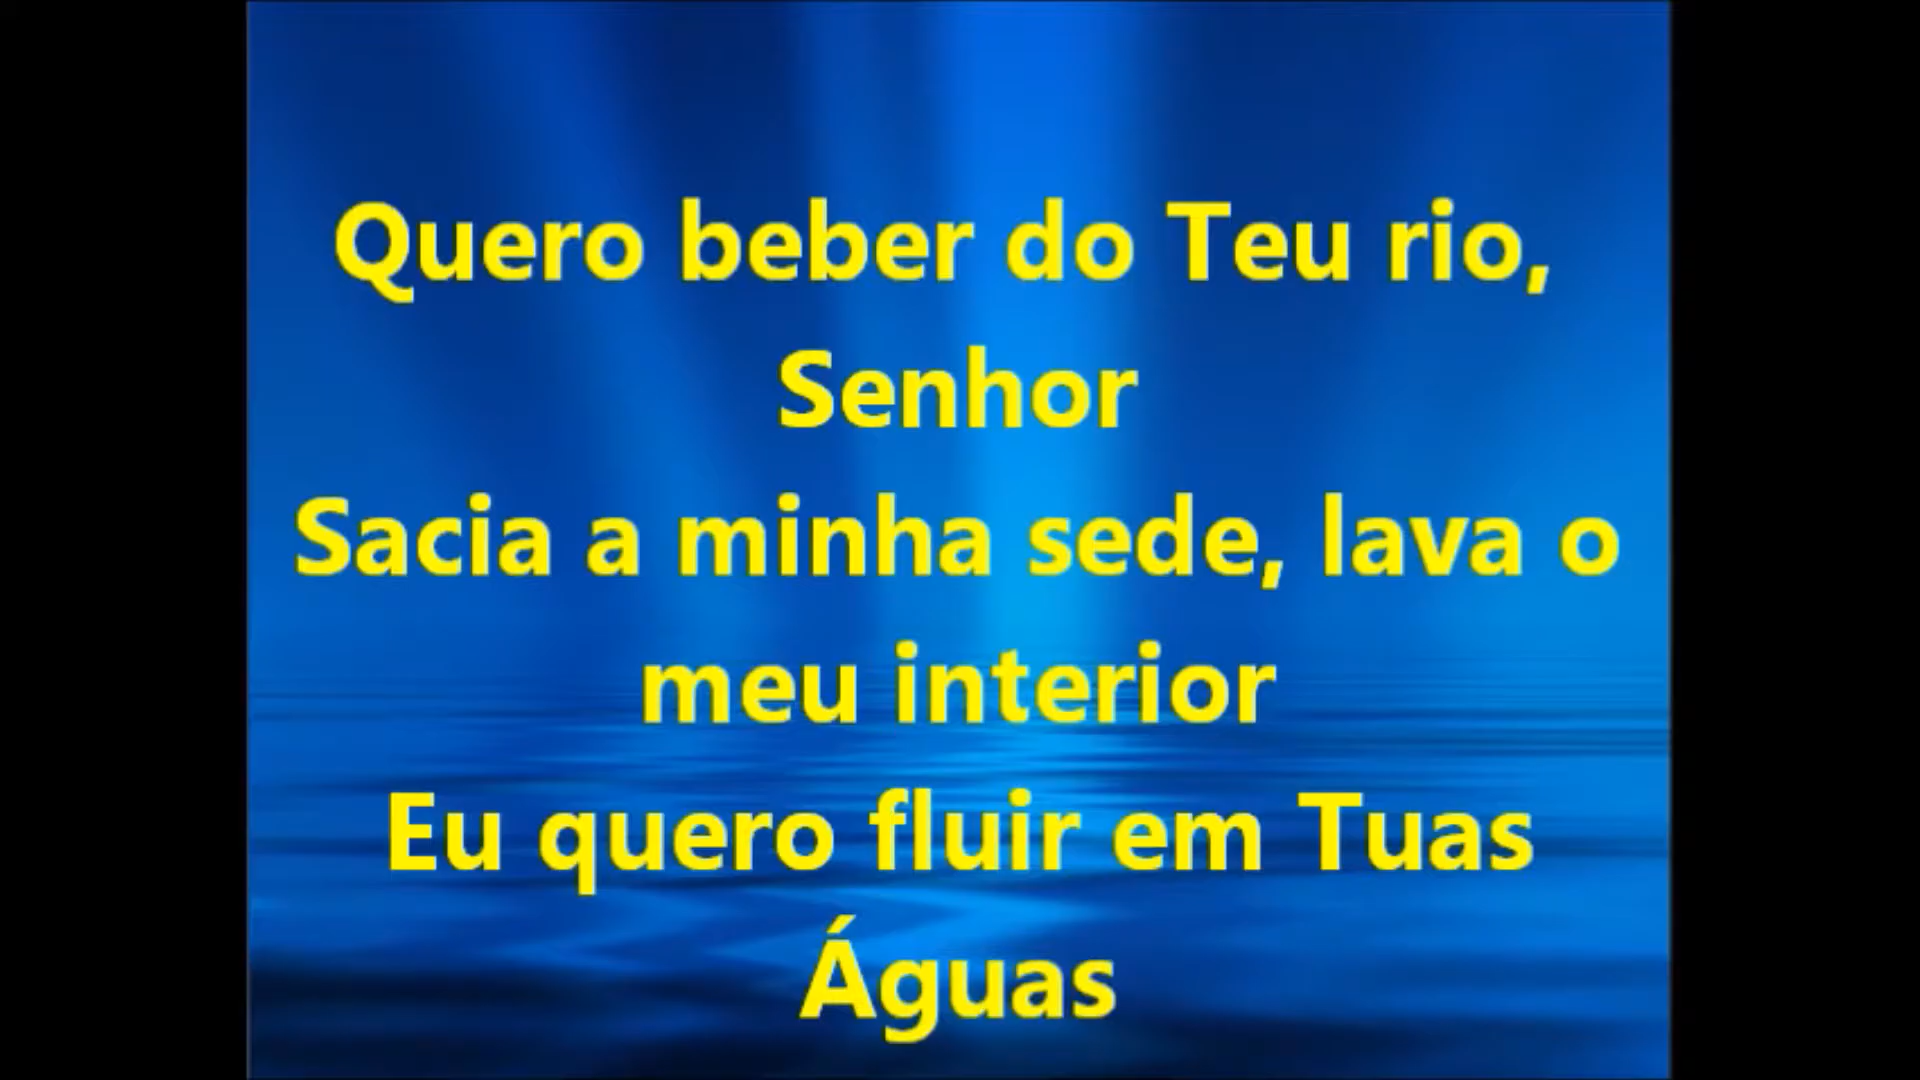 Quero beber do Teu rio,
Senhor
Sacia a minha sede, lava o
meu interior
Eu quero fluir em Tuas
Águas